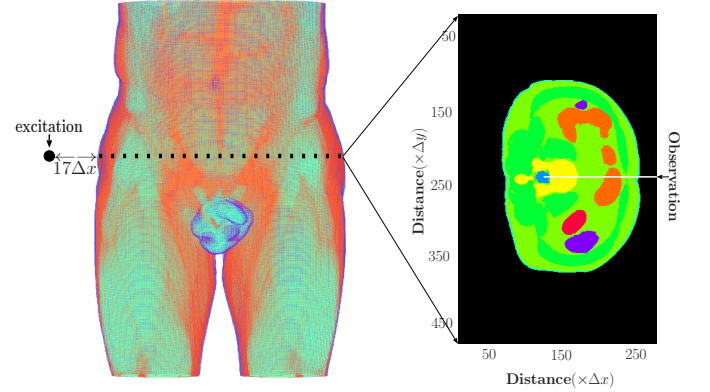 excitation
17Δx
50
150
250
350
450
Distance(×Δy)
50
150
250
Distance(×Δx)
Observation